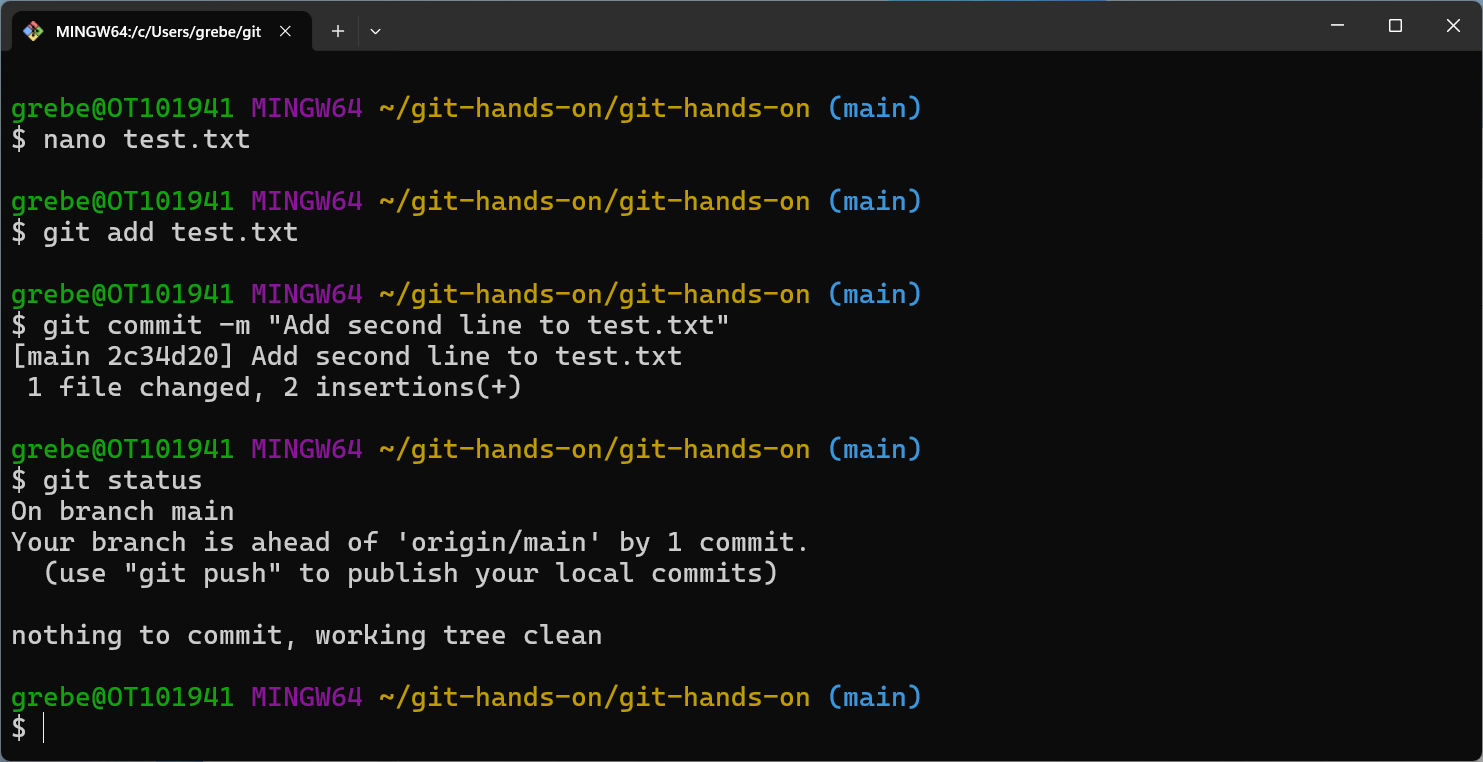 MINGW64:/c/Users/grebe/git
grebe@OT101941 MINGW64 ~/git-hands-on/git-hands-on (main)
$ nano test.txt
grebe@OT101941 MINGW64 ~/git-hands-on/git-hands-on (main)
$ git add test.txt
grebe@OT101941 MINGW64 ~/git-hands-on/git-hands-on (main)
$ git commit -m "Add second line to test.txt"
[main 2c34d20] Add second line to test.txt
 1 file changed, 2 insertions(+)
grebe@OT101941 MINGW64 ~/git-hands-on/git-hands-on (main)
$ git status
On branch main
Your branch is ahead of 'origin/main' by 1 commit.
  (use "git push" to publish your local commits)
nothing to commit, working tree clean
grebe@OT101941 MINGW64 ~/git-hands-on/git-hands-on (main)
$